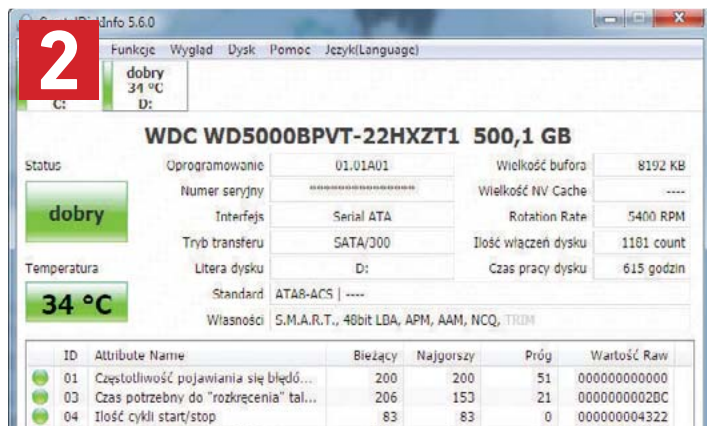 2
DiskInfo 5.6.0
Funkcje Wygląd Dysk Pomoc Język(Language)
dobry
34 °C
C: D:
WDC WD5000BPVT-22HXZT1 500,1 GB
Status Oprogramowanie 01.01A01 Wielkość bufora 8192 KB
Numer seryjny **************** Wielkość NV Cache ----
dobry Interfejs Serial ATA Rotation Rate 5400 RPM
Tryb transferu SATA/300 Ilość włączeń dysku 1181 count
Temperatura Litera dysku D: Czas pracy dysku 615 godzin
34 °C Standard ATA8-ACS | ----
Własności S.M.A.R.T., 48bit LBA, APM, AAM, NCQ, TRIM
ID Attribute Name Bieżący Najgorszy Próg Wartość Raw
01 Częstotliwość pojawiania się błędó... 200 200 51 000000000000
03 Czas potrzebny do "rozkręcenia" tal... 206 153 21 0000000002BC
04 Ilość cykli start/stop 83 83 0 000000004322